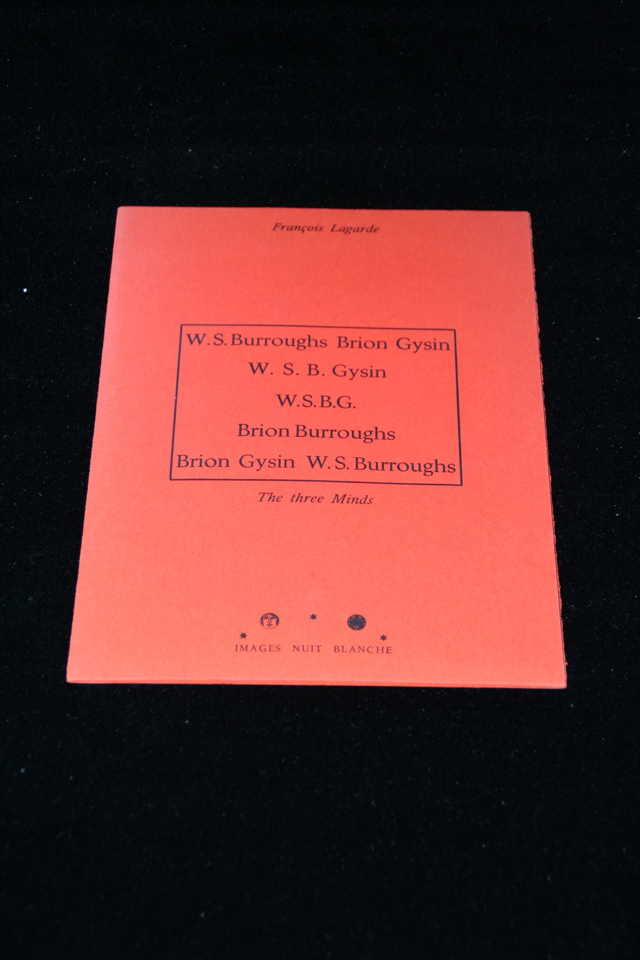 François Lagarde
W.S.Burroughs Brion Gysin
W. S. B. Gysin
W.S.B.G.
Brion Burroughs
Brion Gysin W.S.Burroughs
The three Minds
IMAGES NUIT BLANCHE